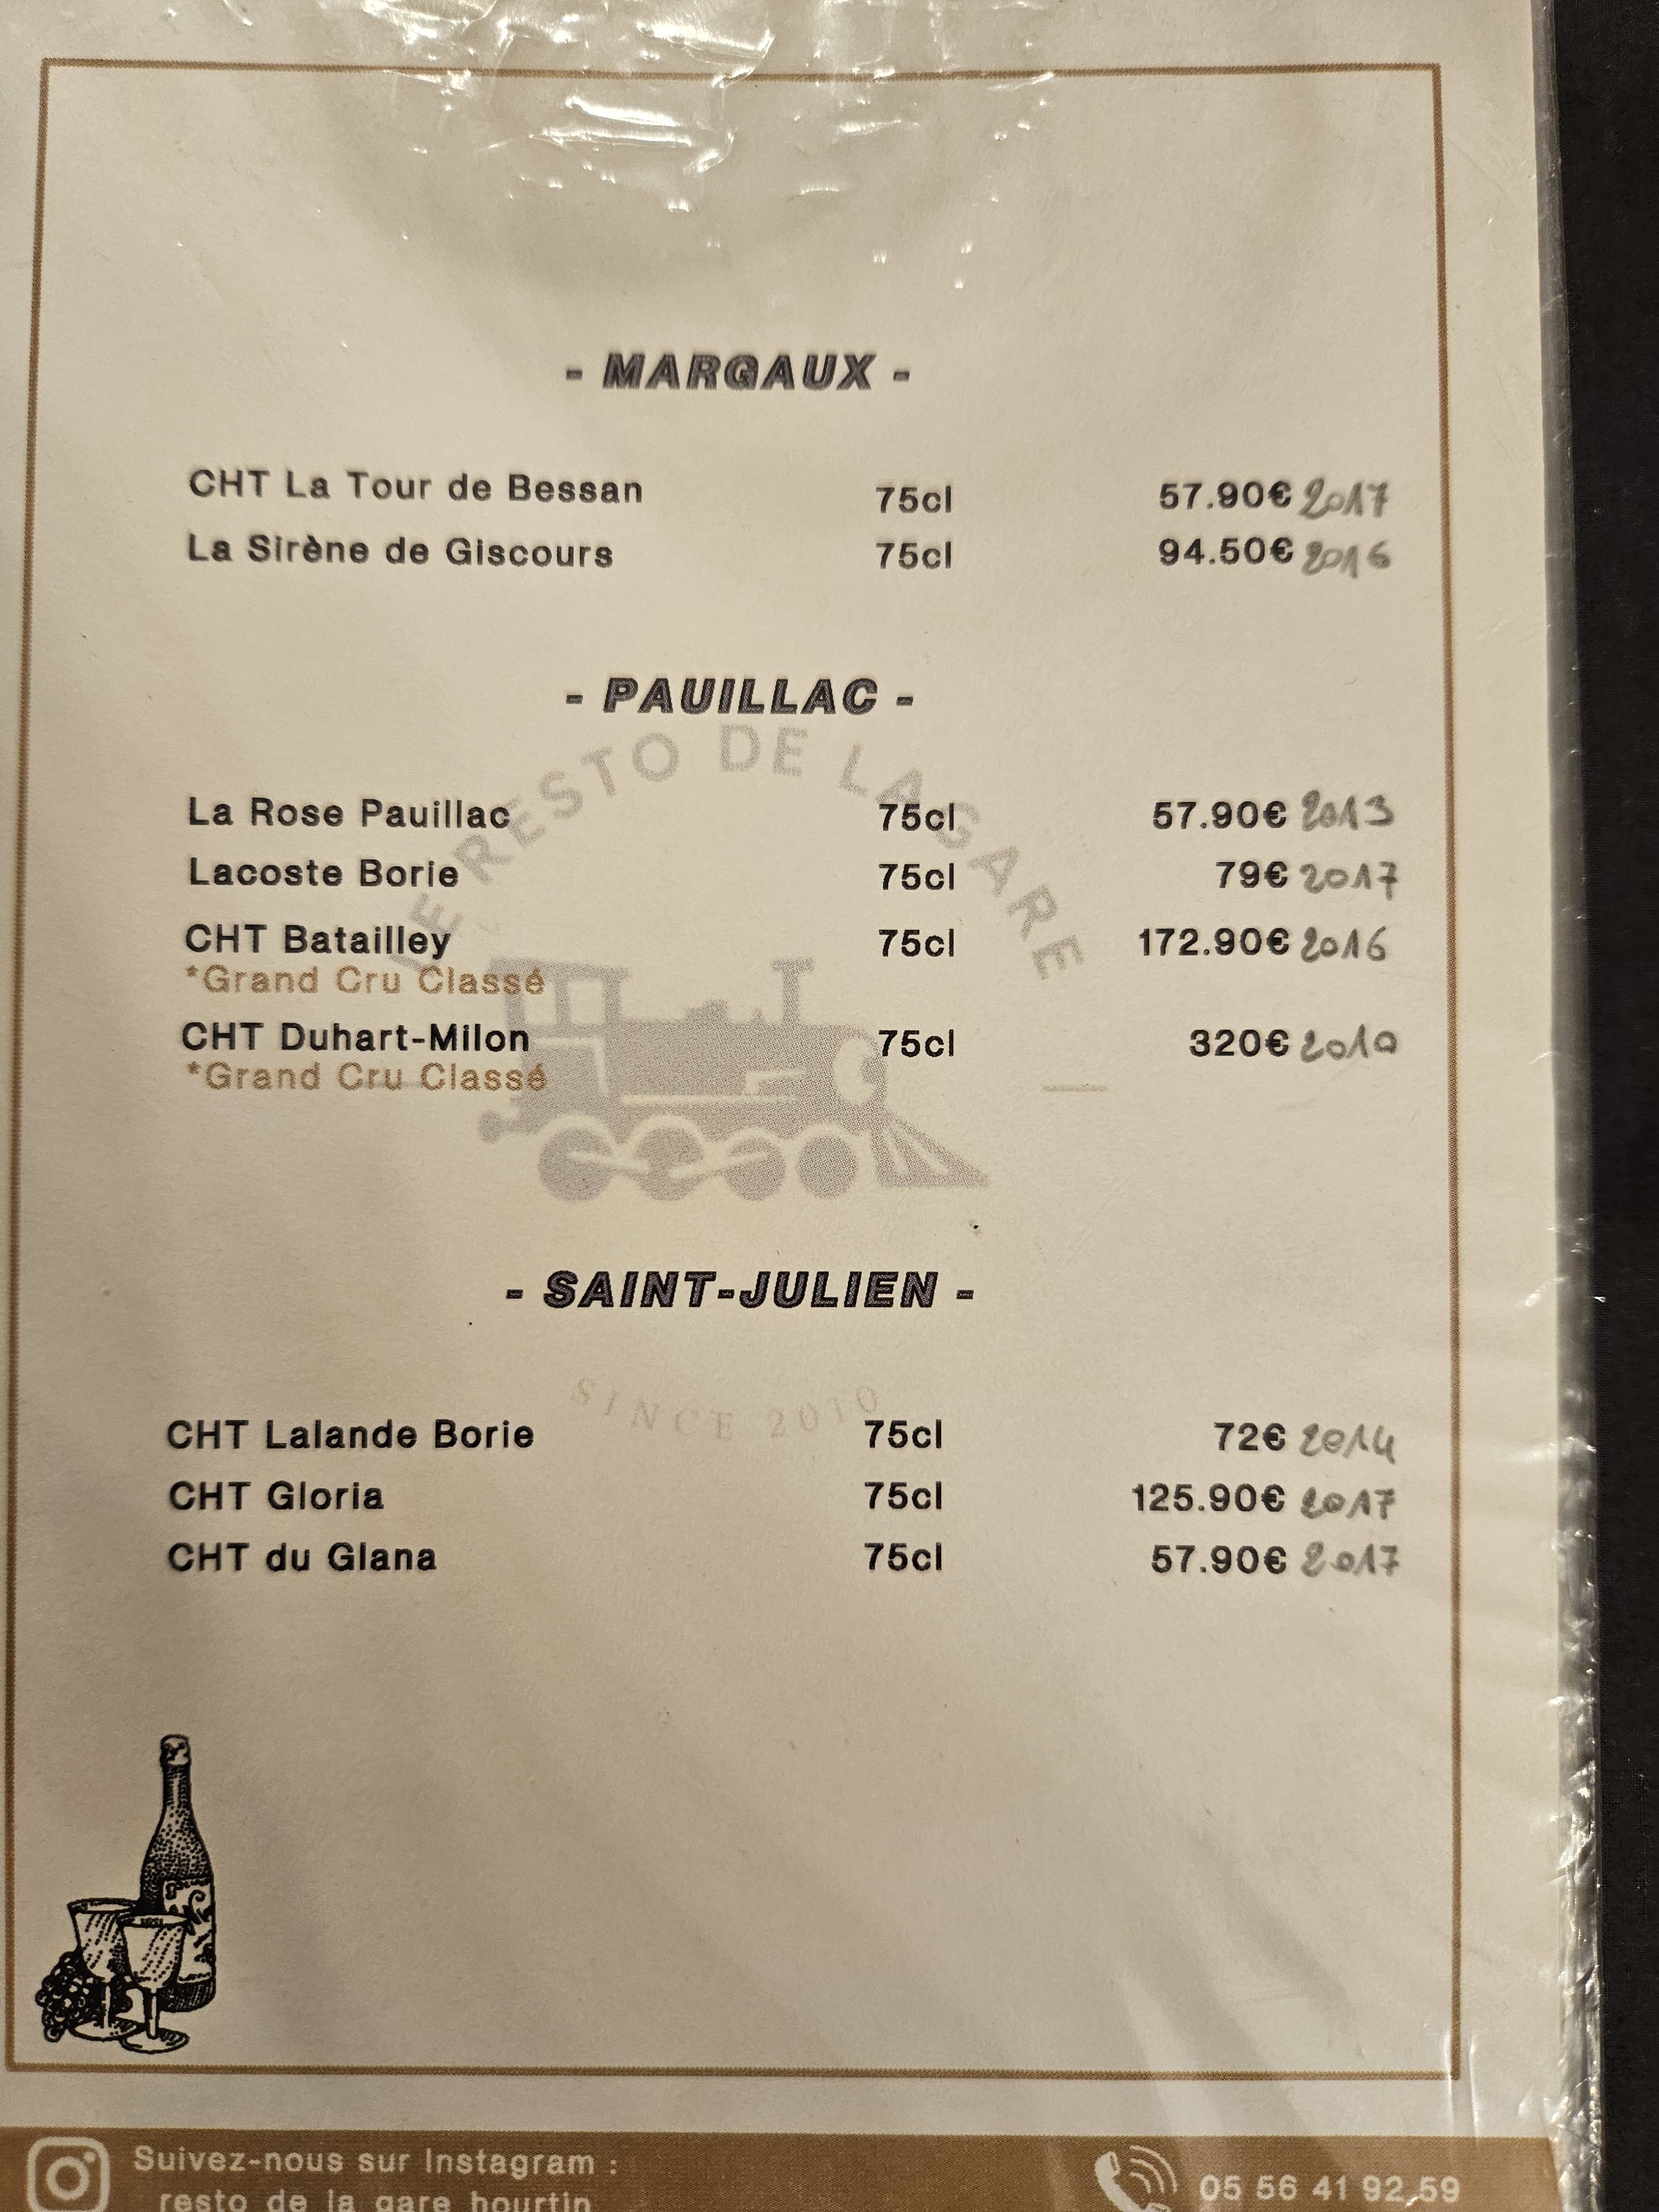 - MARGAUX -
CHT La Tour de Bessan 75cl 57.90€ 2017
La Sirène de Giscours 75cl 94.50€ 2016
- PAUILLAC -
LE RESTO DE LA GARE
La Rose Pauillac 75cl 57.90€ 2013
Lacoste Borie 75cl 79€ 2017
CHT Batailley 75cl 172.90€ 2016
*Grand Cru Classé
CHT Duhart-Milon 75cl 320€ 2010
*Grand Cru Classé
- SAINT-JULIEN -
SINCE 2010
CHT Lalande Borie 75cl 72€ 2014
CHT Gloria 75cl 125.90€ 2017
CHT du Glana 75cl 57.90€ 2017
Suivez-nous sur Instagram :
resto de la gare hourtin
05 56 41 92 59